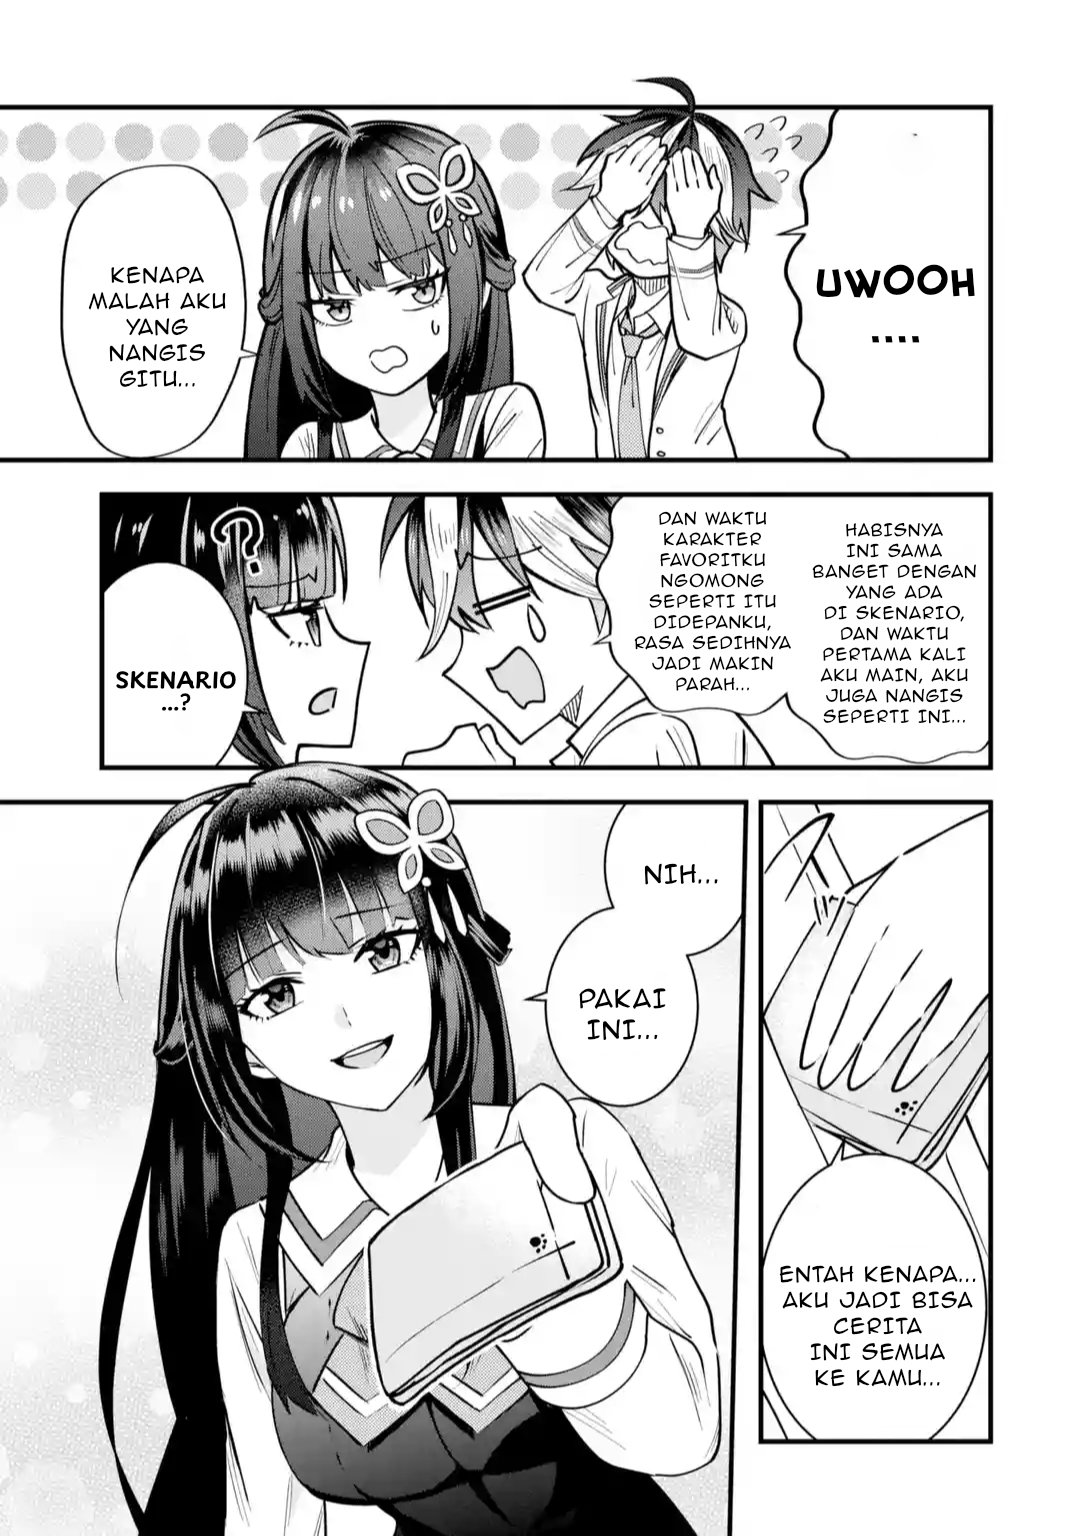 UWOOH
....
KENAPA
MALAH AKU
YANG
NANGIS
GITU...
HABISNYA
INI SAMA
BANGET DENGAN
YANG ADA
DI SKENARIO,
DAN WAKTU
PERTAMA KALI
AKU MAIN, AKU
JUGA NANGIS
SEPERTI INI...
DAN WAKTU
KARAKTER
FAVORITKU
NGOMONG
SEPERTI ITU
DIDEPANKU,
RASA SEDIHNYA
JADI MAKIN
PARAH...
?
SKENARIO
...?
ENTAH KENAPA...
AKU JADI BISA
CERITA
INI SEMUA
KE KAMU...
NIH...
PAKAI
INI...